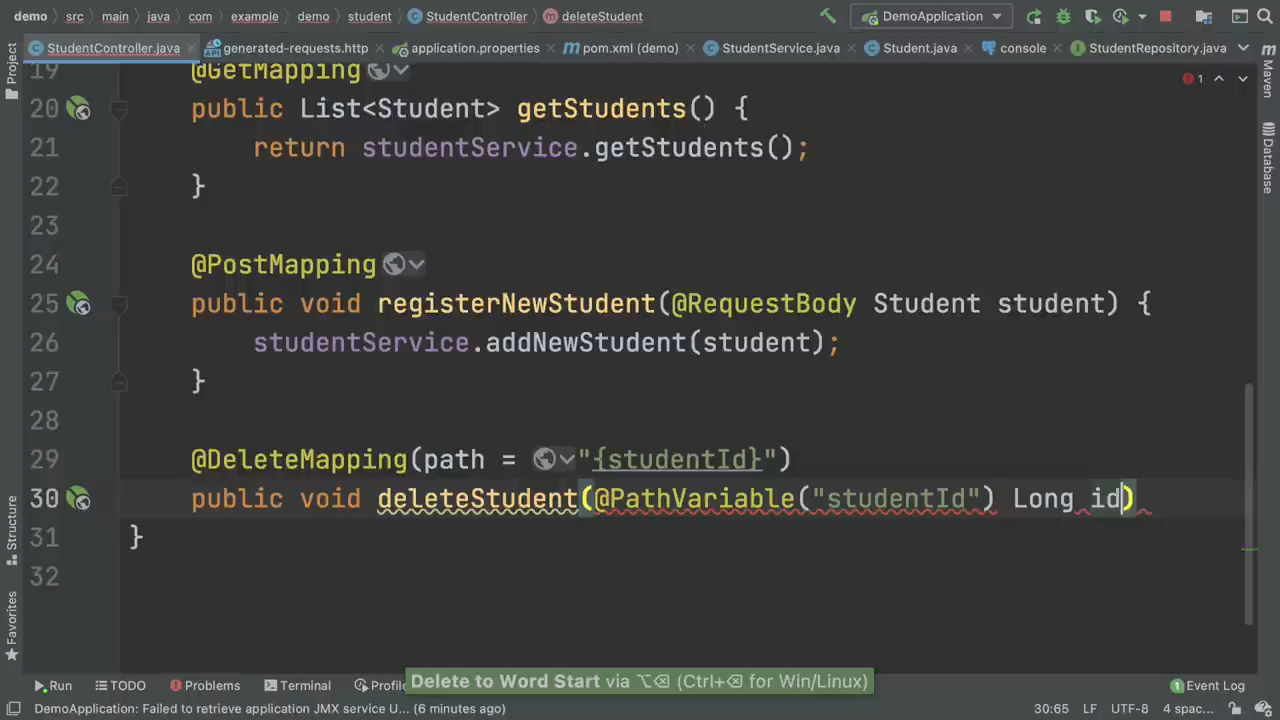 demo > src > main > java > com > example > demo > student > StudentController > deleteStudent
DemoApplication
StudentController.java generated-requests.http application.properties pom.xml (demo) StudentService.java Student.java console StudentRepository.java
Project
Maven
Database
Structure
Favorites
1
19 @GetMapping
20 public List<Student> getStudents() {
21 return studentService.getStudents();
22 }
23
24 @PostMapping
25 public void registerNewStudent(@RequestBody Student student) {
26 studentService.addNewStudent(student);
27 }
28
29 @DeleteMapping(path = "{studentId}")
30 public void deleteStudent(@PathVariable("studentId") Long id)
31 }
32
Delete to Word Start via ⌥⌫ (Ctrl+⌫ for Win/Linux)
Run TODO Problems Terminal Profile 1 Event Log
DemoApplication: Failed to retrieve application JMX service U... (6 minutes ago) 30:65 LF UTF-8 4 spac...